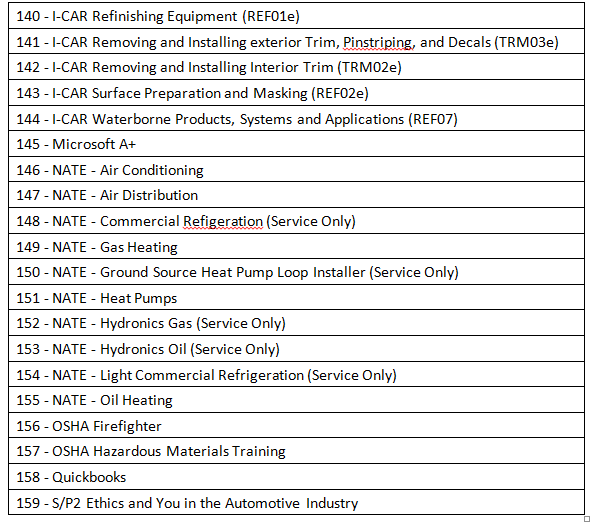 140 - I-CAR Refinishing Equipment (REF01e)
141 - I-CAR Removing and Installing exterior Trim, Pinstriping, and Decals (TRM03e)
142 - I-CAR Removing and Installing Interior Trim (TRM02e)
143 - I-CAR Surface Preparation and Masking (REF02e)
144 - I-CAR Waterborne Products, Systems and Applications (REF07)
145 - Microsoft A+
146 - NATE - Air Conditioning
147 - NATE - Air Distribution
148 - NATE - Commercial Refigeration (Service Only)
149 - NATE - Gas Heating
150 - NATE - Ground Source Heat Pump Loop Installer (Service Only)
151 - NATE - Heat Pumps
152 - NATE - Hydronics Gas (Service Only)
153 - NATE - Hydronics Oil (Service Only)
154 - NATE - Light Commercial Refrigeration (Service Only)
155 - NATE - Oil Heating
156 - OSHA Firefighter
157 - OSHA Hazardous Materials Training
158 - Quickbooks
159 - S/P2 Ethics and You in the Automotive Industry